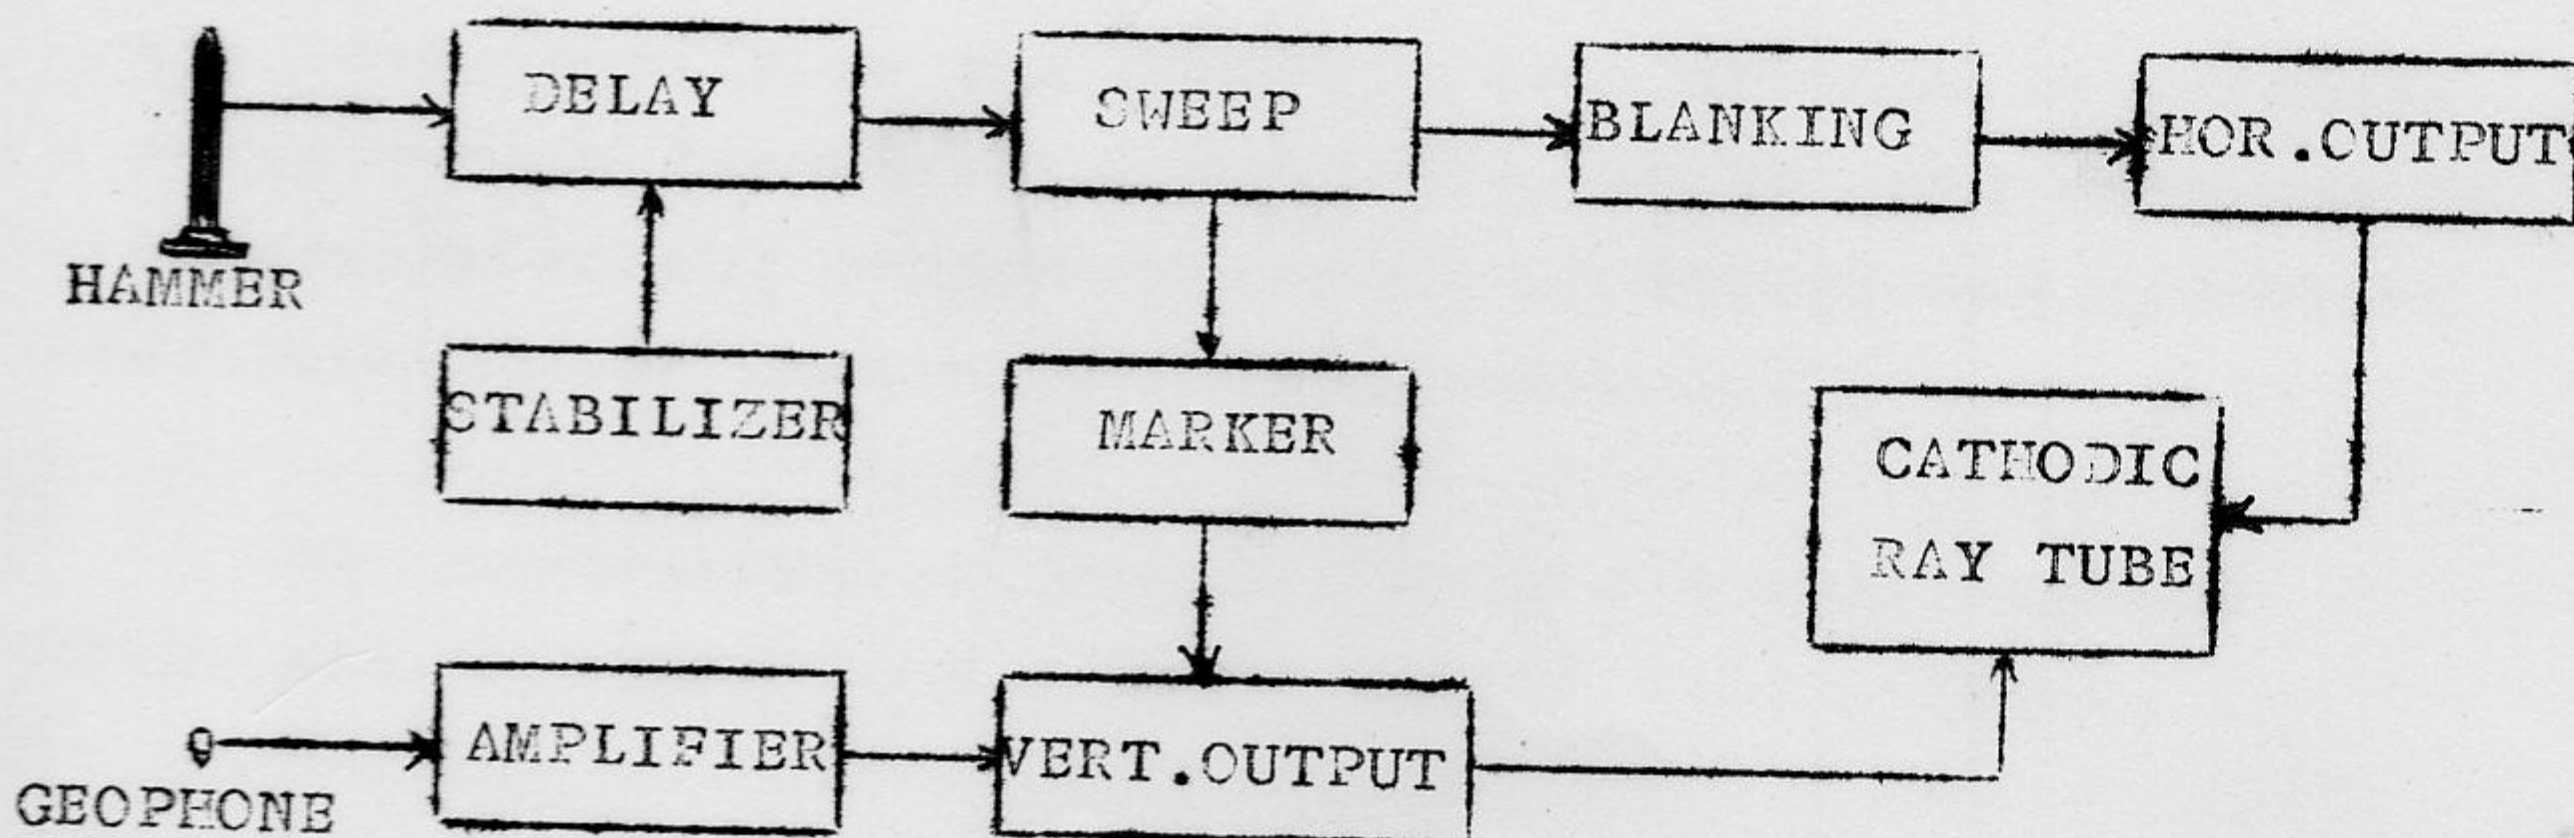 DELAY
SWEEP
BLANKING
HOR.OUTPUT
HAMMER
STABILIZER
MARKER
CATHODIC
RAY TUBE
AMPLIFIER
VERT.OUTPUT
GEOPHONE